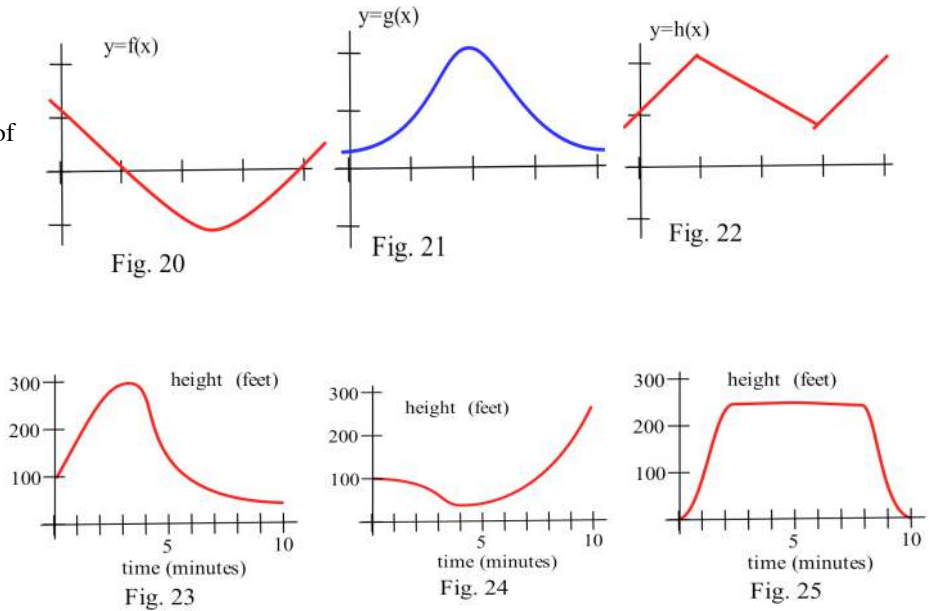 y=f(x)
y=g(x)
y=h(x)
of
Fig. 20
Fig. 21
Fig. 22
300
200
100
height (feet)
5
10
time (minutes)
Fig. 23
300
200
100
height (feet)
5
10
time (minutes)
Fig. 24
300
200
100
height (feet)
5
10
time (minutes)
Fig. 25